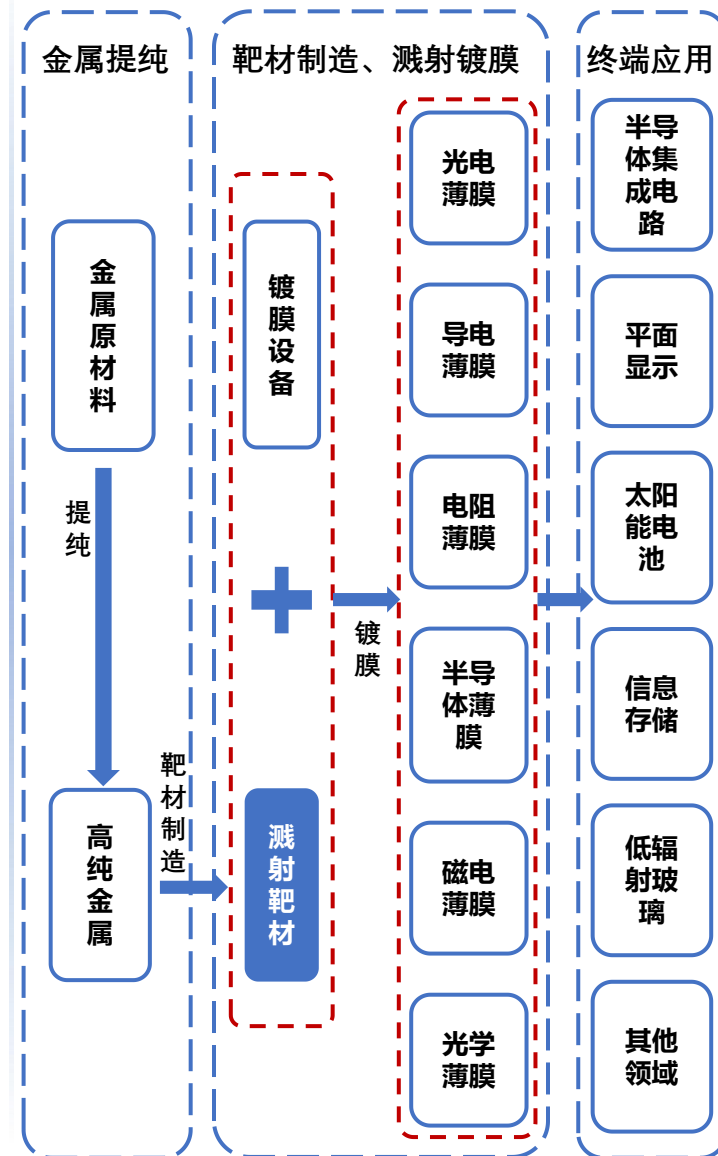 金属提纯
金
属
原
材
料
提
纯
高
纯
金
属
靶
材
制
造
靶材制造、溅射镀膜
镀
膜
设
备
溅
射
靶
材
镀
膜
光电
薄膜
导电
薄膜
电阻
薄膜
半导
体薄
膜
磁电
薄膜
光学
薄膜
终端应用
半导
体集
成电
路
平面
显示
太阳
能电
池
信息
存储
低辐
射玻
璃
其他
领域